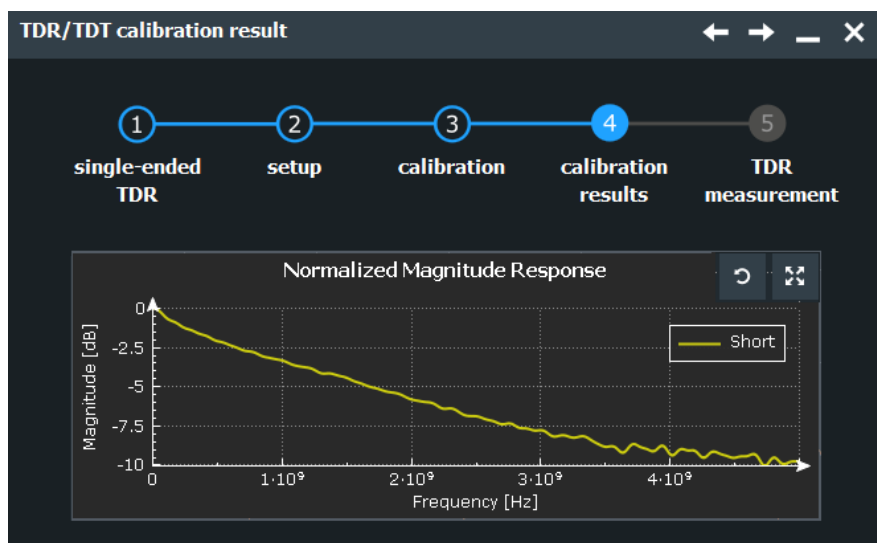 TDR/TDT calibration result
1
2
3
4
5
single-ended
TDR
setup
calibration
calibration
results
TDR
measurement
Normalized Magnitude Response
Short
Magnitude [dB]
0
-2.5
-5
-7.5
-10
0
1·10⁹
2·10⁹
3·10⁹
4·10⁹
Frequency [Hz]